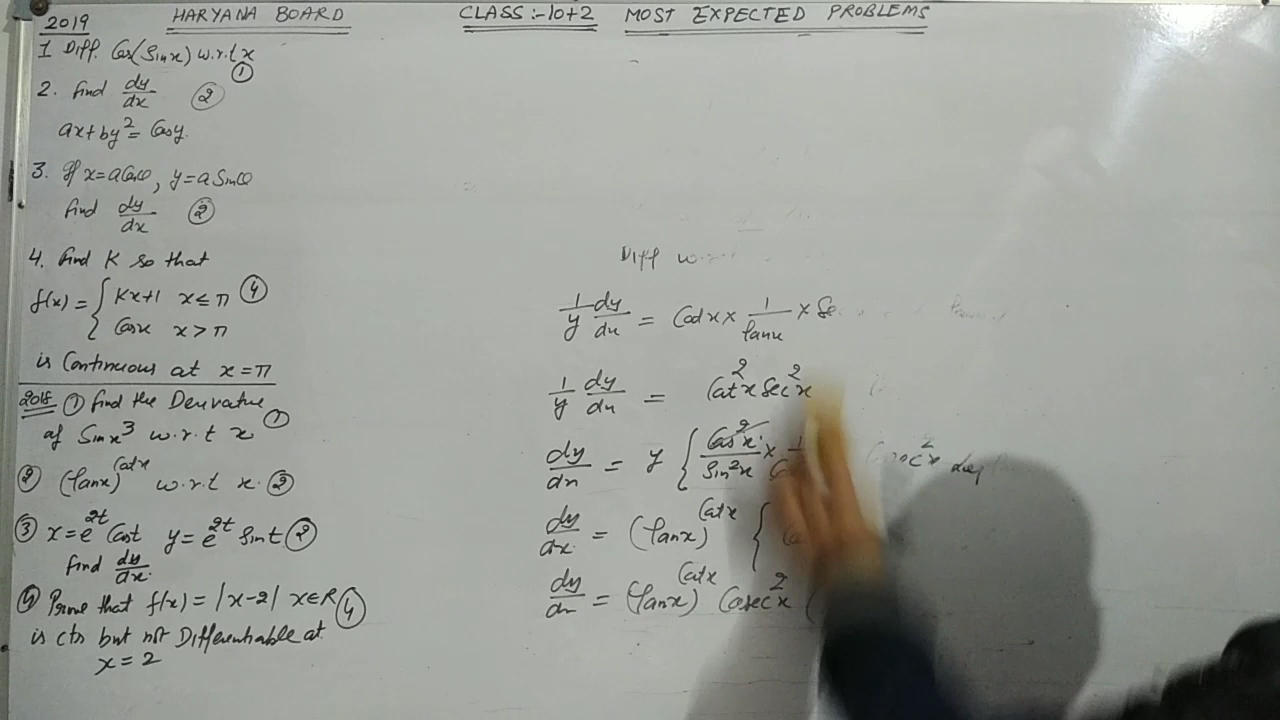 2019 HARYANA BOARD CLASS:-10+2 MOST EXPECTED PROBLEMS
1 Diff. Cos(Sinx) w.r.t x ①
2. find dy/dx ②
ax+by²= Cosy.
3. If x=aCosθ, y=aSinθ
find dy/dx ②
4. find K so that
f(x) = { Kx+1 x≤π ④
Cosx x>π
is Continuous at x=π
2018 ① find the Derivative
of Sinx³ w.r.t x ①
② (tanx)^Cotx w.r.t x. ②
③ x=e^2t Cost y=e^2t Sint ②
find dy/dx.
④ Prove that f(x) = |x-2| x∈R ④
is cts but not Differentiable at
x=2
Diff w.r
1/y dy/dx = Cotx × 1/tanx × Se
1/y dy/dx = Cot²x Sec²x
dy/dx = y { Cos²x/Sin²x × 1/ Cosec²x log
dy/dx = (tanx)^Cotx {
dy/dx = (tanx)^Cotx Cosec²x (